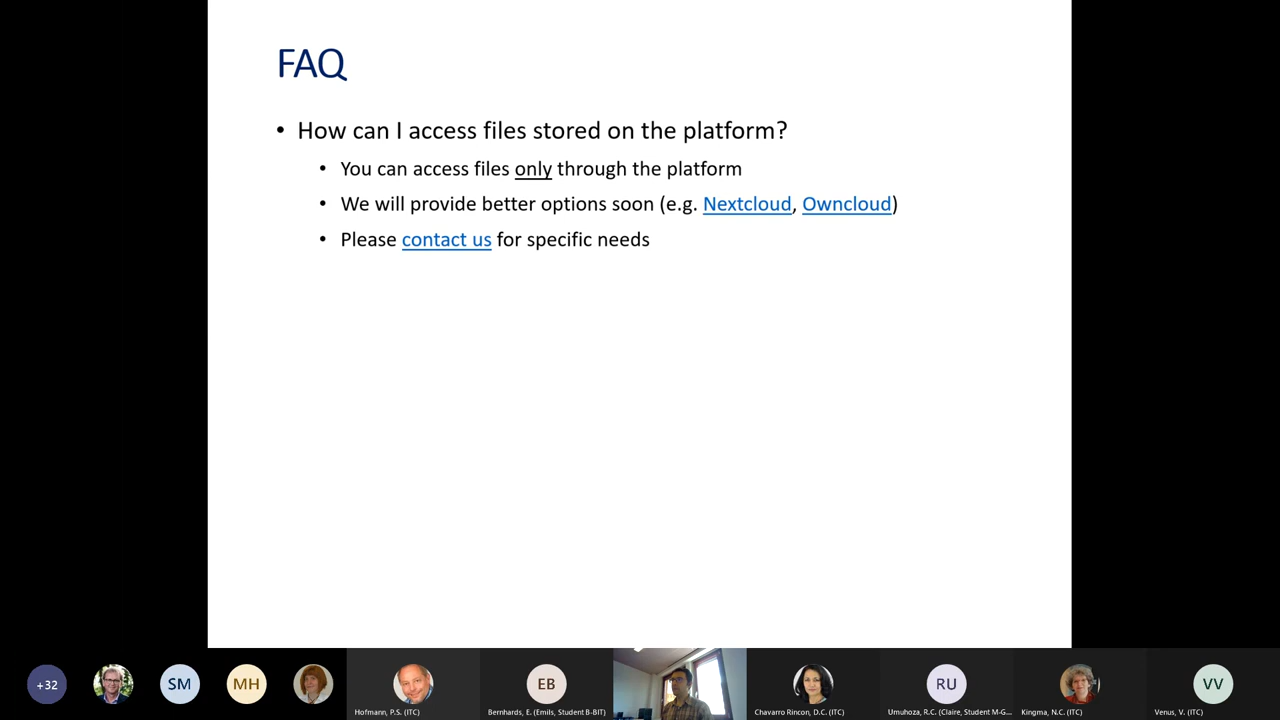 FAQ
• How can I access files stored on the platform?
• You can access files only through the platform
• We will provide better options soon (e.g. Nextcloud, Owncloud)
• Please contact us for specific needs
+32
SM
MH
EB
RU
VV
Hofmann, P.S. (ITC)
Bernhards, E. (Emils, Student B-BIT)
Chavarro Rincon, D.C. (ITC)
Umuhoza, R.C. (Claire, Student M-G...
Kingma, N.C. (ITC)
Venus, V. (ITC)